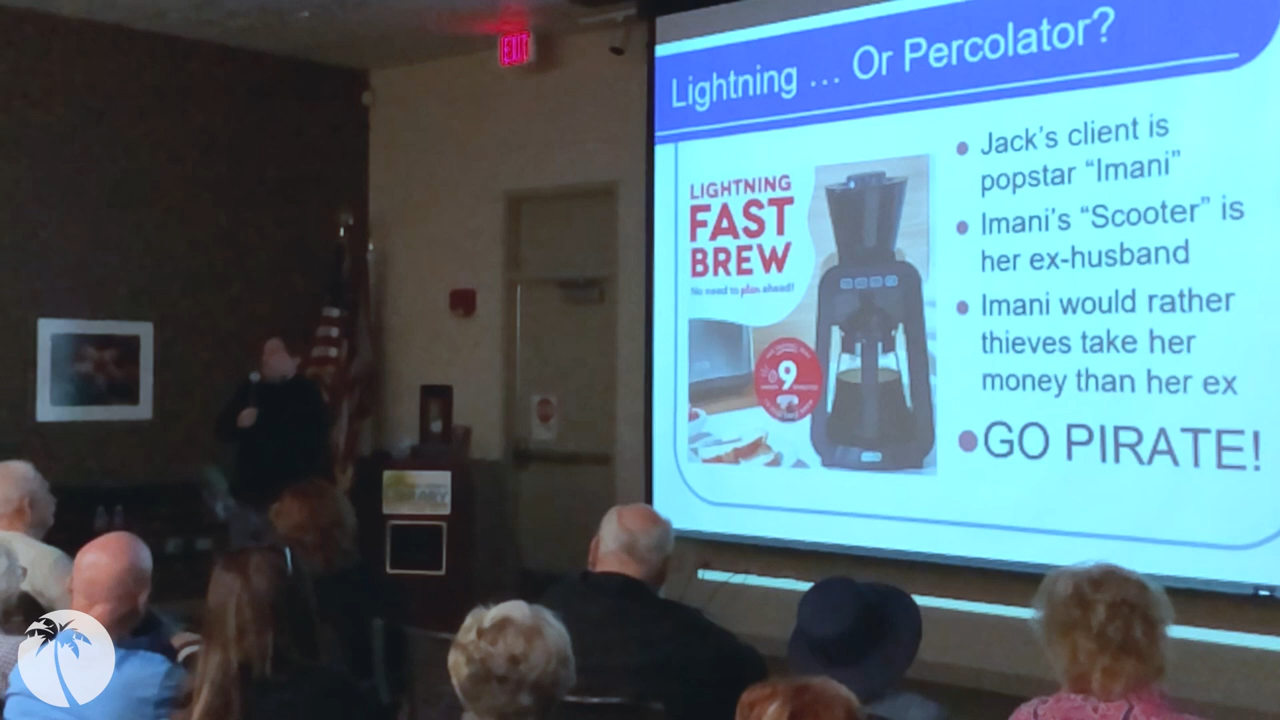 EXIT
Lightning … Or Percolator?
LIGHTNING
FAST
BREW
No need to plan ahead!
9
• Jack’s client is
popstar “Imani”
• Imani’s “Scooter” is
her ex-husband
• Imani would rather
thieves take her
money than her ex
• GO PIRATE!